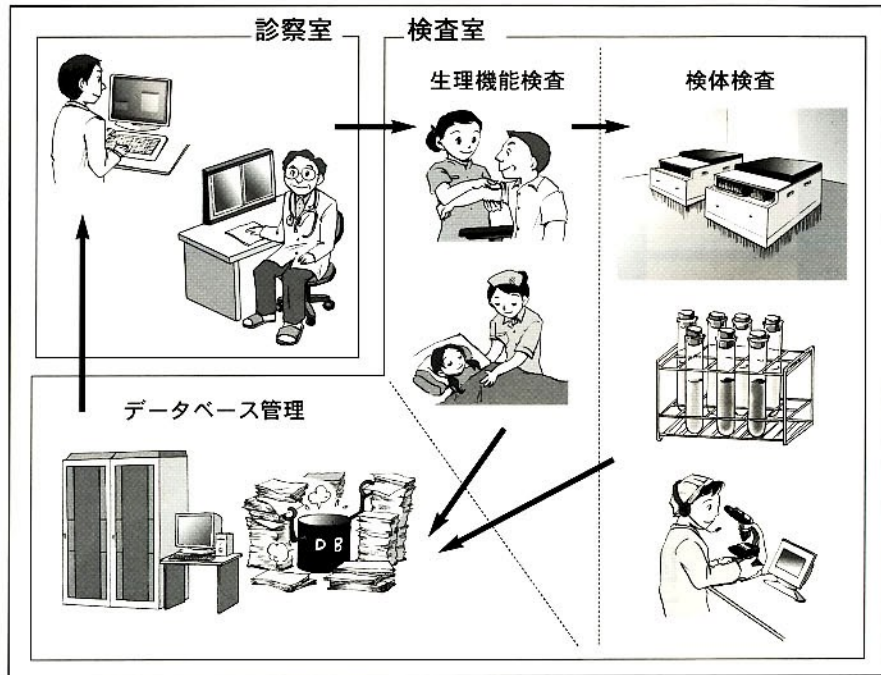 診察室
検査室
生理機能検査
検体検査
データベース管理
DB